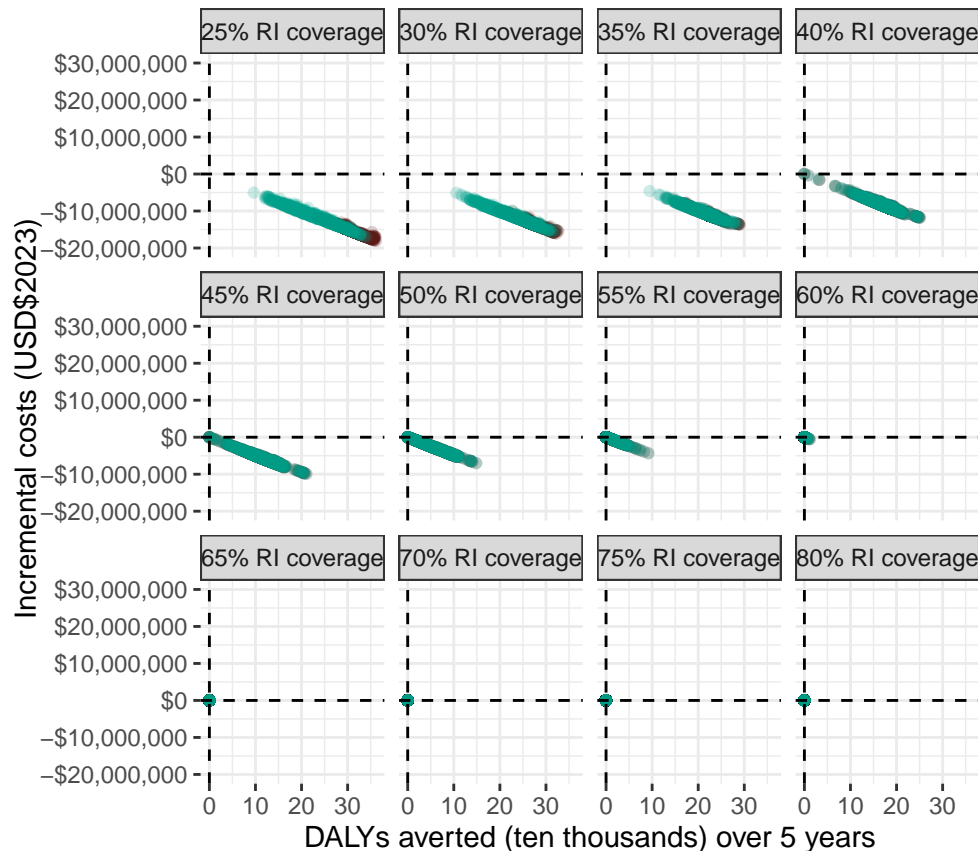 25% RI coverage
30% RI coverage
35% RI coverage
40% RI coverage
$30,000,000
$20,000,000
$10,000,000
$0
−$10,000,000
−$20,000,000
45% RI coverage
50% RI coverage
55% RI coverage
60% RI coverage
$30,000,000
$20,000,000
$10,000,000
$0
−$10,000,000
−$20,000,000
65% RI coverage
70% RI coverage
75% RI coverage
80% RI coverage
$30,000,000
$20,000,000
$10,000,000
$0
−$10,000,000
−$20,000,000
0 10 20 30
0 10 20 30
0 10 20 30
0 10 20 30
Incremental costs (USD$2023)
DALYs averted (ten thousands) over 5 years